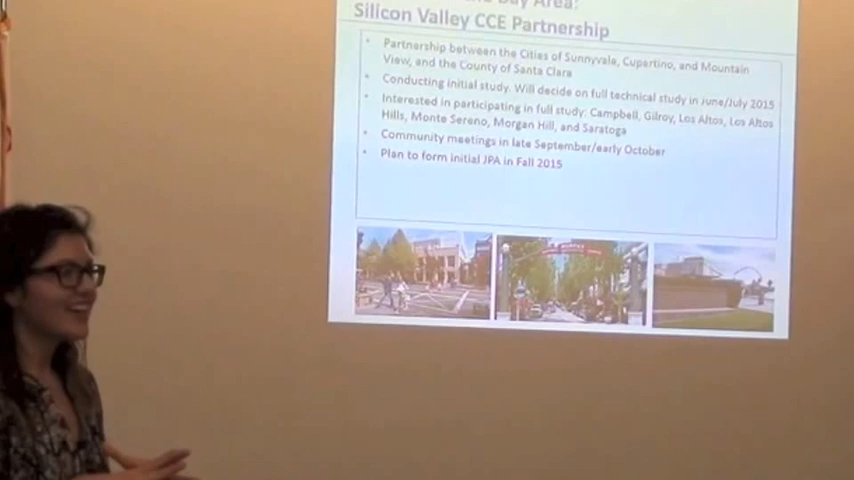 Bay Area:
Silicon Valley CCE Partnership
• Partnership between the Cities of Sunnyvale, Cupertino, and Mountain
View, and the County of Santa Clara
• Conducting initial study. Will decide on full technical study in June/July 2015
• Interested in participating in full study: Campbell, Gilroy, Los Altos, Los Altos
Hills, Monte Sereno, Morgan Hill, and Saratoga
• Community meetings in late September/early October
• Plan to form initial JPA in Fall 2015